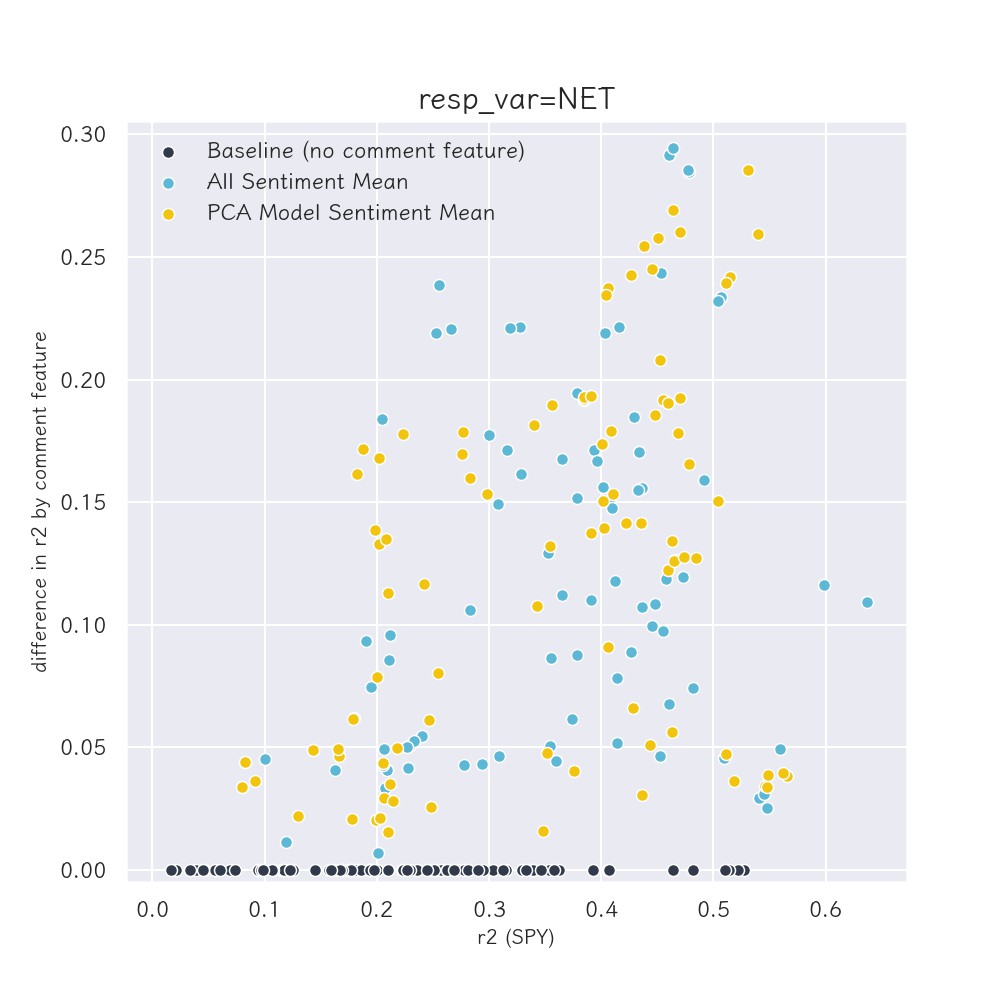 resp_var=NET
Baseline (no comment feature)
All Sentiment Mean
PCA Model Sentiment Mean
difference in r2 by comment feature
0.30
0.25
0.20
0.15
0.10
0.05
0.00
0.0 0.1 0.2 0.3 0.4 0.5 0.6
r2 (SPY)